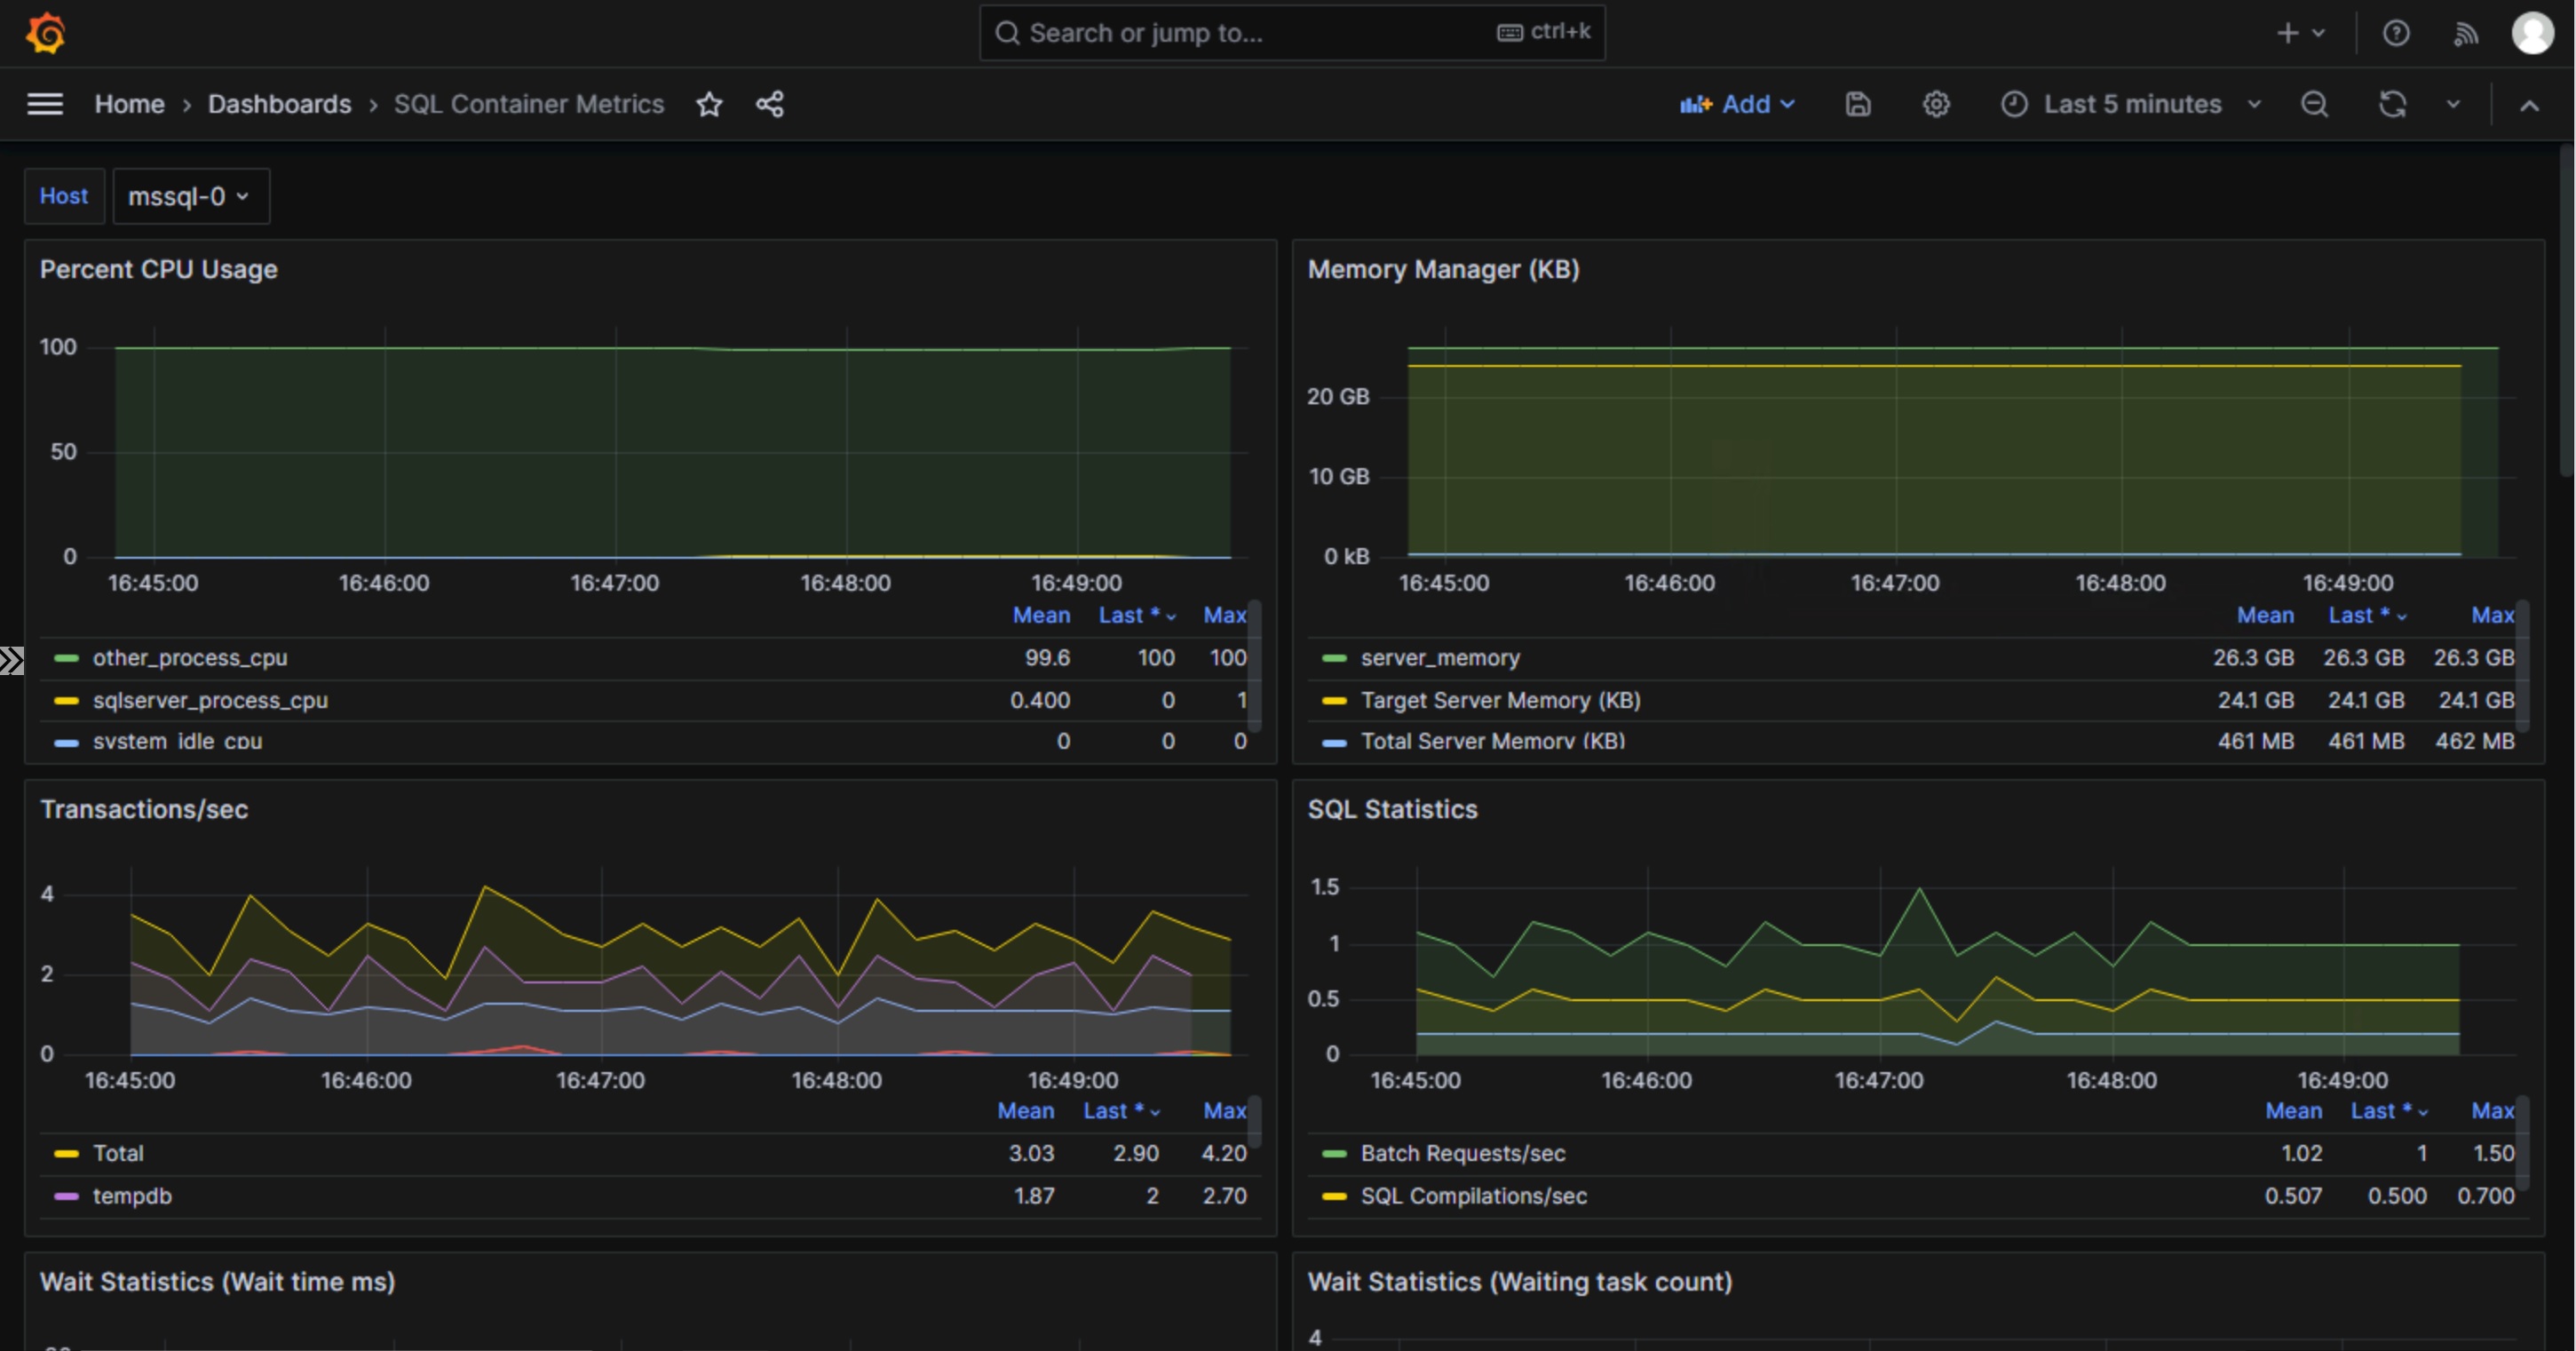 Search or jump to... ctrl+k
Home › Dashboards › SQL Container Metrics Add Last 5 minutes
Host mssql-0
Percent CPU Usage
100
50
0
16:45:00 16:46:00 16:47:00 16:48:00 16:49:00
Mean Last * Max
other_process_cpu 99.6 100 100
sqlserver_process_cpu 0.400 0 1
system_idle_cpu 0 0 0
Memory Manager (KB)
20 GB
10 GB
0 kB
16:45:00 16:46:00 16:47:00 16:48:00 16:49:00
Mean Last * Max
server_memory 26.3 GB 26.3 GB 26.3 GB
Target Server Memory (KB) 24.1 GB 24.1 GB 24.1 GB
Total Server Memory (KB) 461 MB 461 MB 462 MB
Transactions/sec
4
2
0
16:45:00 16:46:00 16:47:00 16:48:00 16:49:00
Mean Last * Max
Total 3.03 2.90 4.20
tempdb 1.87 2 2.70
SQL Statistics
1.5
1
0.5
0
16:45:00 16:46:00 16:47:00 16:48:00 16:49:00
Mean Last * Max
Batch Requests/sec 1.02 1 1.50
SQL Compilations/sec 0.507 0.500 0.700
Wait Statistics (Wait time ms)
Wait Statistics (Waiting task count)
4